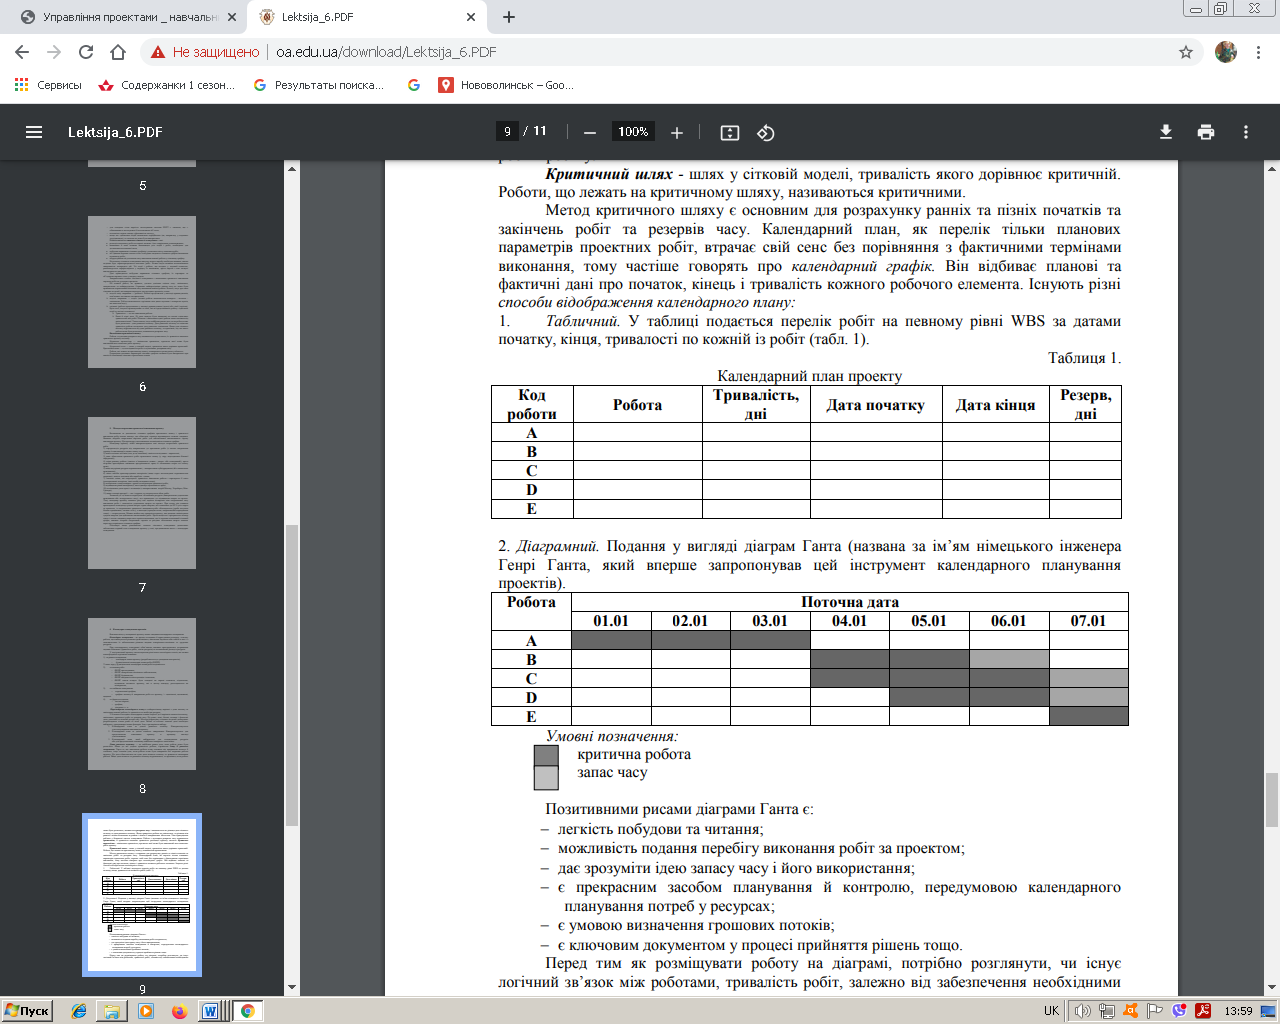 Управління проектами _ навчальн
Lektsija_6.PDF
Не защищено
oa.edu.ua/download/Lektsija_6.PDF
Сервисы
Содержанки 1 сезон...
Результаты поиска...
Нововолинськ – Goo...
Lektsija_6.PDF
9 / 11
100%
5
6
7
8
9
Критичний шлях - шлях у сітковій моделі, тривалість якого дорівнює критичній.
Роботи, що лежать на критичному шляху, називаються критичними.
Метод критичного шляху є основним для розрахунку ранніх та пізніх початків та
закінчень робіт та резервів часу. Календарний план, як перелік тільки планових
параметрів проектних робіт, втрачає свій сенс без порівняння з фактичними термінами
виконання, тому частіше говорять про календарний графік. Він відбиває планові та
фактичні дані про початок, кінець і тривалість кожного робочого елемента. Існують різні
способи відображення календарного плану:
1. Табличний. У таблиці подається перелік робіт на певному рівні WBS за датами
початку, кінця, тривалості по кожній із робіт (табл. 1).
Таблиця 1.
Календарний план проекту
Код роботи Робота Тривалість, дні Дата початку Дата кінця Резерв, дні
A
B
C
D
E
2. Діаграмний. Подання у вигляді діаграм Ганта (названа за ім’ям німецького інженера
Генрі Ганта, який вперше запропонував цей інструмент календарного планування
проектів).
Робота Поточна дата
01.01 02.01 03.01 04.01 05.01 06.01 07.01
A
B
C
D
E
Умовні позначення:
критична робота
запас часу
Позитивними рисами діаграми Ганта є:
– легкість побудови та читання;
– можливість подання перебігу виконання робіт за проектом;
– дає зрозуміти ідею запасу часу і його використання;
– є прекрасним засобом планування й контролю, передумовою календарного
планування потреб у ресурсах;
– є умовою визначення грошових потоків;
– є ключовим документом у процесі прийняття рішень тощо.
Перед тим як розміщувати роботу на діаграмі, потрібно розглянути, чи існує
логічний зв’язок між роботами, тривалість робіт, залежно від забезпечення необхідними
Пуск
UK
13:59